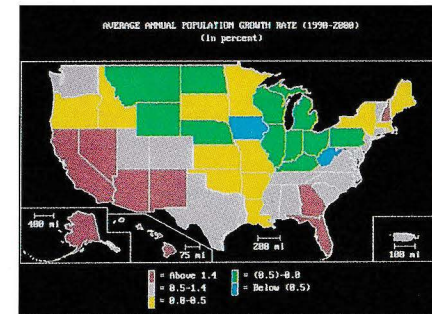 AVERAGE ANNUAL POPULATION GROWTH RATE (1990-2000)
(In percent)
400 mi
75 mi
200 mi
100 mi
= Above 1.4
= 0.5-1.4
= 0.0-0.5
= (0.5)-0.0
= Below (0.5)